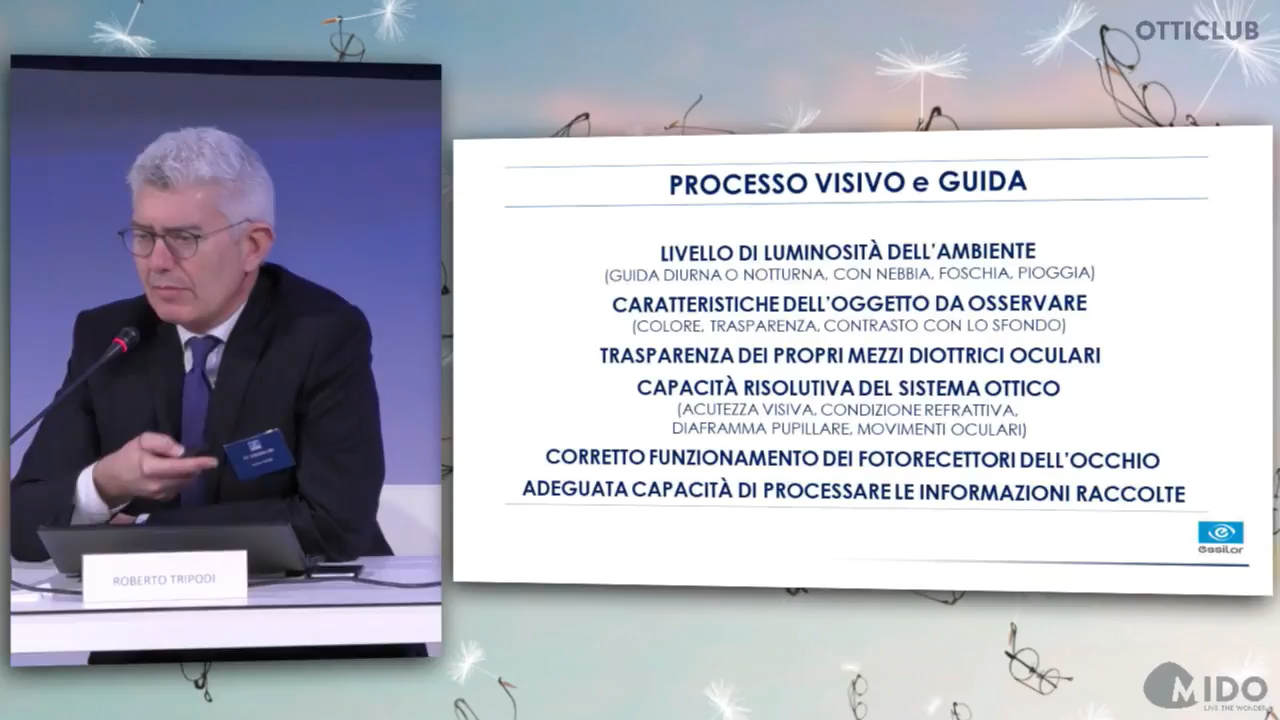 OTTICLUB
PROCESSO VISIVO e GUIDA
LIVELLO DI LUMINOSITÀ DELL'AMBIENTE
(GUIDA DIURNA O NOTTURNA, CON NEBBIA, FOSCHIA, PIOGGIA)
CARATTERISTICHE DELL'OGGETTO DA OSSERVARE
(COLORE, TRASPARENZA, CONTRASTO CON LO SFONDO)
TRASPARENZA DEI PROPRI MEZZI DIOTTRICI OCULARI
CAPACITÀ RISOLUTIVA DEL SISTEMA OTTICO
(ACUTEZZA VISIVA, CONDIZIONE REFRATTIVA,
DIAFRAMMA PUPILLARE, MOVIMENTI OCULARI)
CORRETTO FUNZIONAMENTO DEI FOTORECETTORI DELL'OCCHIO
ADEGUATA CAPACITÀ DI PROCESSARE LE INFORMAZIONI RACCOLTE
essilor
ROBERTO TRIPODI
MIDO
LIVE THE WONDER